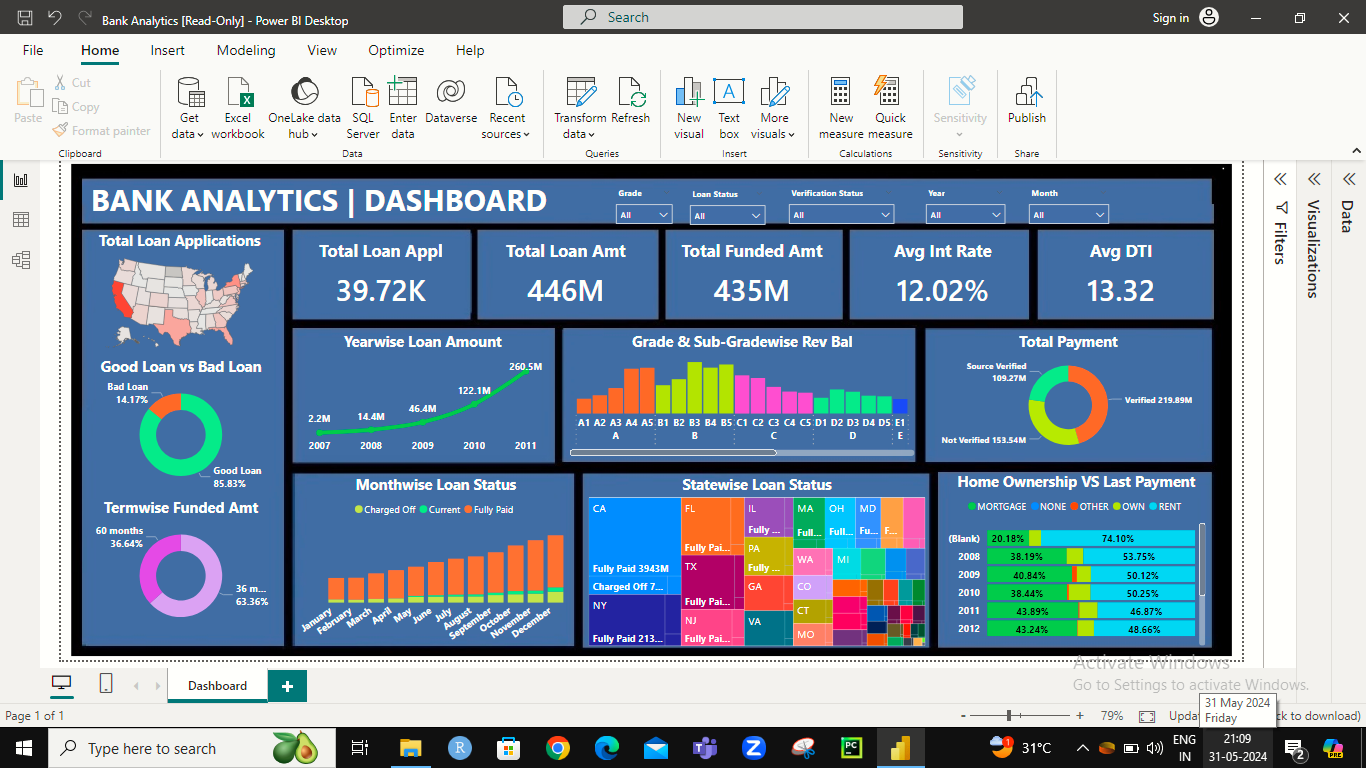 Bank Analytics [Read-Only] - Power BI Desktop
Search
Sign in
File Home Insert Modeling View Optimize Help
Paste
Cut
Copy
Format painter
Clipboard
Get data
Excel workbook
OneLake data hub
SQL Server
Enter data
Dataverse
Recent sources
Data
Transform data
Refresh
Queries
New visual
Text box
More visuals
Insert
New measure
Quick measure
Calculations
Sensitivity
Sensitivity
Publish
Share
BANK ANALYTICS | DASHBOARD
Grade
All
Loan Status
All
Verification Status
All
Year
All
Month
All
Filters
Visualizations
Data
Total Loan Applications
Total Loan Appl
39.72K
Total Loan Amt
446M
Total Funded Amt
435M
Avg Int Rate
12.02%
Avg DTI
13.32
Good Loan vs Bad Loan
Bad Loan
14.17%
Good Loan
85.83%
Termwise Funded Amt
60 months
36.64%
36 m...
63.36%
Yearwise Loan Amount
2.2M 14.4M 46.4M 122.1M 260.5M
2007 2008 2009 2010 2011
Grade & Sub-Gradewise Rev Bal
A1 A2 A3 A4 A5 B1 B2 B3 B4 B5 C1 C2 C3 C4 C5 D1 D2 D3 D4 D5 E1
A B C D E
Total Payment
Source Verified
109.27M
Verified 219.89M
Not Verified 153.54M
Monthwise Loan Status
Charged Off Current Fully Paid
January February March April May June July August September October November December
Statewise Loan Status
CA
Fully Paid 3943M
Charged Off 7...
NY
Fully Paid 213...
FL
Fully Pai...
TX
Fully Pai...
NJ
Fully Pai...
IL
Fully ...
PA
Fully ...
GA
VA
MA
Full...
WA
CO
CT
MO
OH
Full...
MI
MD
Fu...
F...
Home Ownership VS Last Payment
MORTGAGE NONE OTHER OWN RENT
(Blank) 20.18% 74.10%
2008 38.19% 53.75%
2009 40.84% 50.12%
2010 38.44% 50.25%
2011 43.89% 46.87%
2012 43.24% 48.66%
Activate Windows
Go to Settings to activate Windows.
Dashboard
+
Page 1 of 1
- + 79%
Updat
ck to download)
31 May 2024
Friday
Type here to search
R
PC
1
31°C
ENG
IN
21:09
31-05-2024
2
PRE